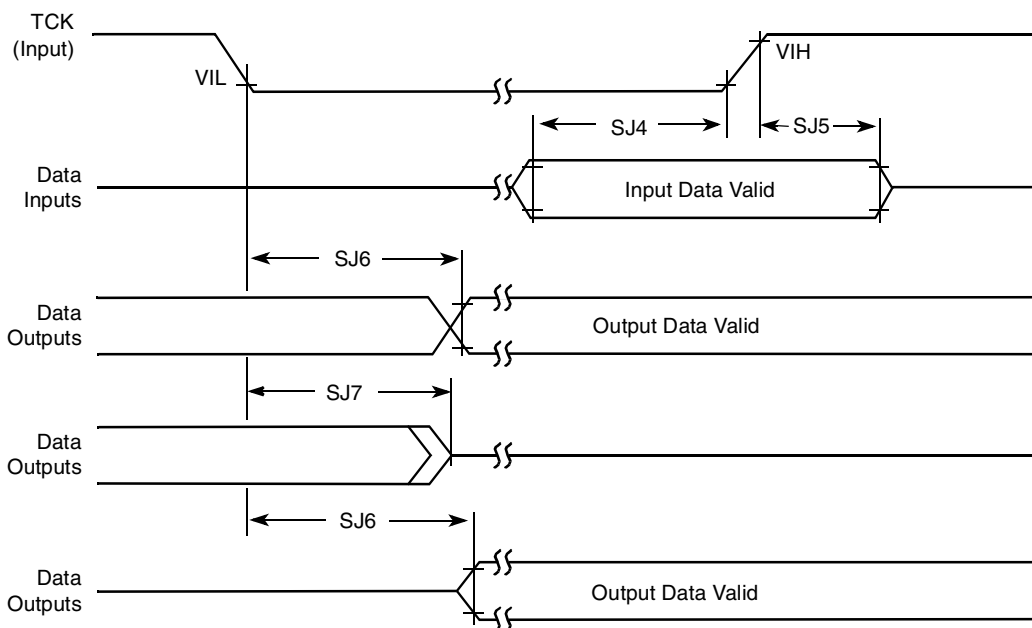 TCK
(Input)
VIL
VIH
SJ4
SJ5
Data
Inputs
Input Data Valid
SJ6
Data
Outputs
Output Data Valid
SJ7
Data
Outputs
SJ6
Data
Outputs
Output Data Valid